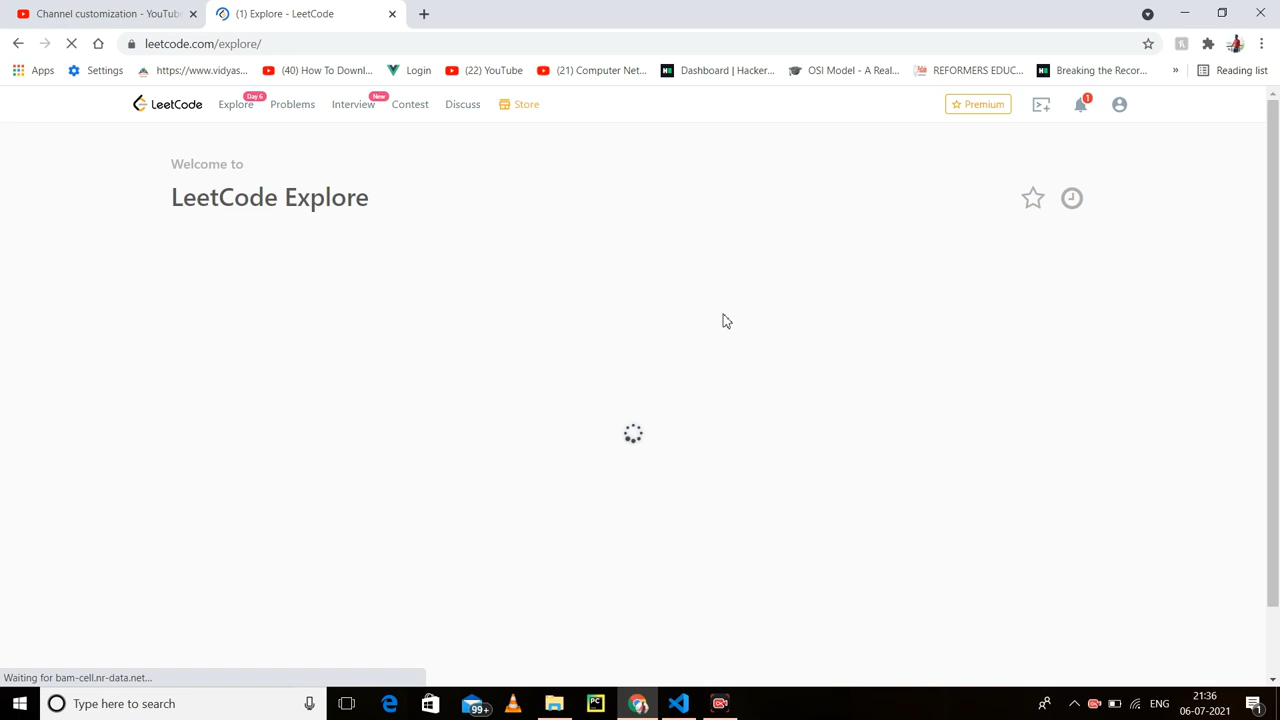 Channel customization - YouTub
(1) Explore - LeetCode
leetcode.com/explore/
Apps
Settings
https://www.vidyas...
(40) How To Downl...
Login
(22) YouTube
(21) Computer Net...
Dashboard | Hacker...
OSI Model - A Real...
REFORMERS EDUC...
Breaking the Recor...
»
Reading list
LeetCode
Explore
Day 6
Problems
Interview
New
Contest
Discuss
Store
Premium
1
Welcome to
LeetCode Explore
Waiting for bam-cell.nr-data.net...
Type here to search
99+
PC
ENG
21:36
06-07-2021
1